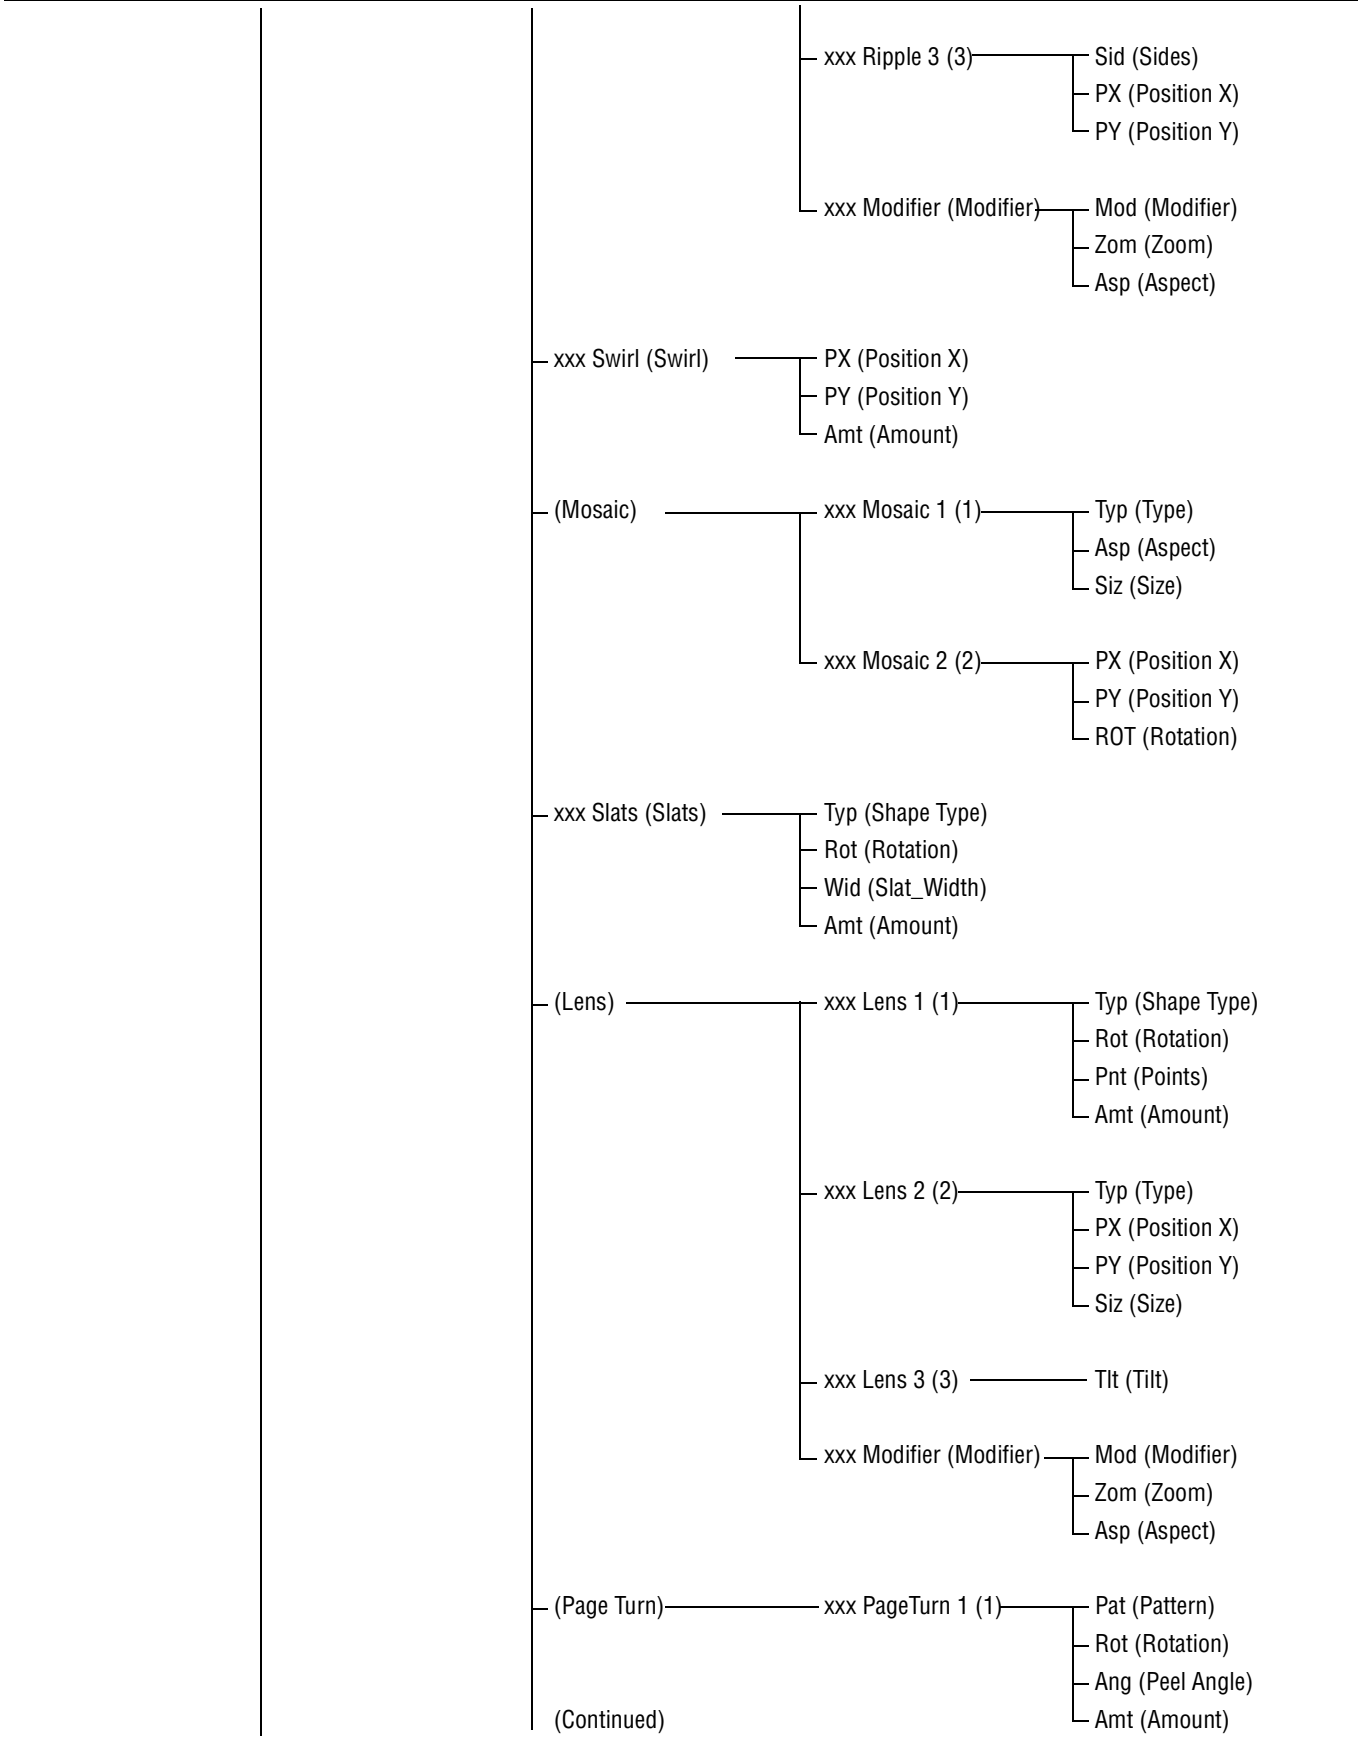 xxx Ripple 3 (3) Sid (Sides)
PX (Position X)
PY (Position Y)
xxx Modifier (Modifier) Mod (Modifier)
Zom (Zoom)
Asp (Aspect)
xxx Swirl (Swirl) PX (Position X)
PY (Position Y)
Amt (Amount)
(Mosaic) xxx Mosaic 1 (1) Typ (Type)
Asp (Aspect)
Siz (Size)
xxx Mosaic 2 (2) PX (Position X)
PY (Position Y)
ROT (Rotation)
xxx Slats (Slats) Typ (Shape Type)
Rot (Rotation)
Wid (Slat_Width)
Amt (Amount)
(Lens) xxx Lens 1 (1) Typ (Shape Type)
Rot (Rotation)
Pnt (Points)
Amt (Amount)
xxx Lens 2 (2) Typ (Type)
PX (Position X)
PY (Position Y)
Siz (Size)
xxx Lens 3 (3) Tlt (Tilt)
xxx Modifier (Modifier) Mod (Modifier)
Zom (Zoom)
Asp (Aspect)
(Page Turn) xxx PageTurn 1 (1) Pat (Pattern)
Rot (Rotation)
Ang (Peel Angle)
(Continued) Amt (Amount)